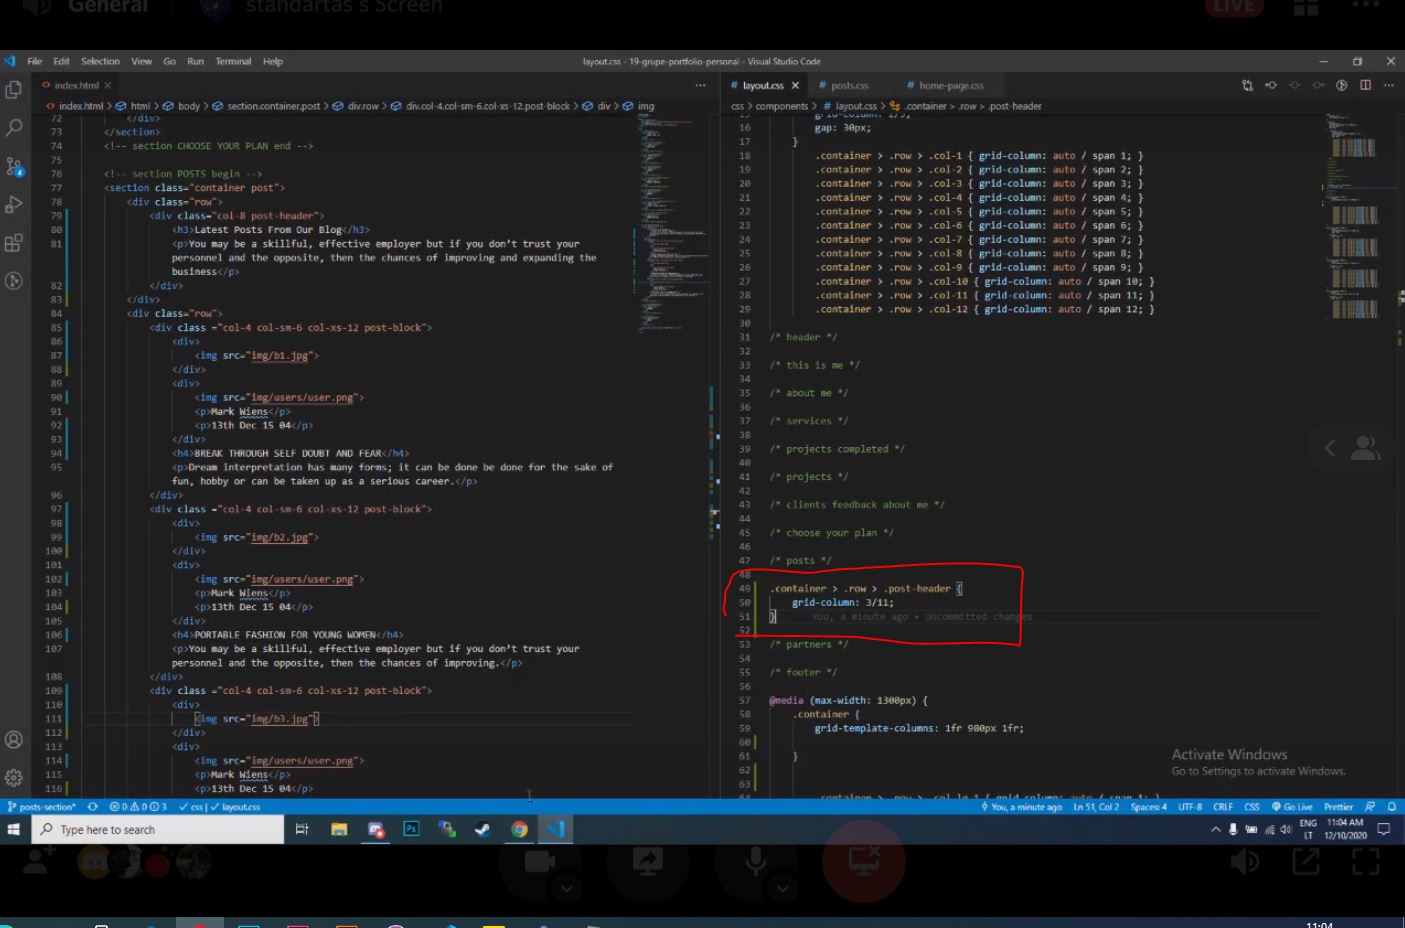 General
standartas's Screen
LIVE
File Edit Selection View Go Run Terminal Help
layout.css - 19-grupe-portfolio-personal - Visual Studio Code
index.html
index.html > html > body > section.container.post > div.row > div.col-4.col-sm-6.col-xs-12.post-block > div > img
72 </div>
73 </section>
74 <!-- section CHOOSE YOUR PLAN end -->
75
76 <!-- section POSTS begin -->
77 <section class="container post">
78 <div class="row">
79 <div class="col-8 post-header">
80 <h3>Latest Posts From Our Blog</h3>
81 <p>You may be a skillful, effective employer but if you don’t trust your
personnel and the opposite, then the chances of improving and expanding the
business</p>
82 </div>
83 </div>
84 <div class="row">
85 <div class ="col-4 col-sm-6 col-xs-12 post-block">
86 <div>
87 <img src="img/b1.jpg">
88 </div>
89 <div>
90 <img src="img/users/user.png">
91 <p>Mark Wiens</p>
92 <p>13th Dec 15 04</p>
93 </div>
94 <h4>BREAK THROUGH SELF DOUBT AND FEAR</h4>
95 <p>Dream interpretation has many forms; it can be done be done for the sake of
fun, hobby or can be taken up as a serious career.</p>
96 </div>
97 <div class ="col-4 col-sm-6 col-xs-12 post-block">
98 <div>
99 <img src="img/b2.jpg">
100 </div>
101 <div>
102 <img src="img/users/user.png">
103 <p>Mark Wiens</p>
104 <p>13th Dec 15 04</p>
105 </div>
106 <h4>PORTABLE FASHION FOR YOUNG WOMEN</h4>
107 <p>You may be a skillful, effective employer but if you don’t trust your
personnel and the opposite, then the chances of improving.</p>
108 </div>
109 <div class ="col-4 col-sm-6 col-xs-12 post-block">
110 <div>
111 <img src="img/b3.jpg">
112 </div>
113 <div>
114 <img src="img/users/user.png">
115 <p>Mark Wiens</p>
116 <p>13th Dec 15 04</p>
layout.css posts.css home-page.css
css > components > layout.css > .container > .row > .post-header
16 gap: 30px;
17 }
18 .container > .row > .col-1 { grid-column: auto / span 1; }
19 .container > .row > .col-2 { grid-column: auto / span 2; }
20 .container > .row > .col-3 { grid-column: auto / span 3; }
21 .container > .row > .col-4 { grid-column: auto / span 4; }
22 .container > .row > .col-5 { grid-column: auto / span 5; }
23 .container > .row > .col-6 { grid-column: auto / span 6; }
24 .container > .row > .col-7 { grid-column: auto / span 7; }
25 .container > .row > .col-8 { grid-column: auto / span 8; }
26 .container > .row > .col-9 { grid-column: auto / span 9; }
27 .container > .row > .col-10 { grid-column: auto / span 10; }
28 .container > .row > .col-11 { grid-column: auto / span 11; }
29 .container > .row > .col-12 { grid-column: auto / span 12; }
30
31 /* header */
32
33 /* this is me */
34
35 /* about me */
36
37 /* services */
38
39 /* projects completed */
40
41 /* projects */
42
43 /* clients feedback about me */
44
45 /* choose your plan */
46
47 /* posts */
48
49 .container > .row > .post-header {
50 grid-column: 3/11;
51 } You, a minute ago • Uncommitted changes
52
53 /* partners */
54
55 /* footer */
56
57 @media (max-width: 1300px) {
58 .container {
59 grid-template-columns: 1fr 980px 1fr;
60
61 }
62
63
Activate Windows
Go to Settings to activate Windows.
posts-section* 0 0 3 css | layout.css
You, a minute ago Ln 51, Col 2 Spaces: 4 UTF-8 CRLF CSS Go Live Prettier
Type here to search
Ps
ENG
LT
11:04 AM
12/10/2020
11:04